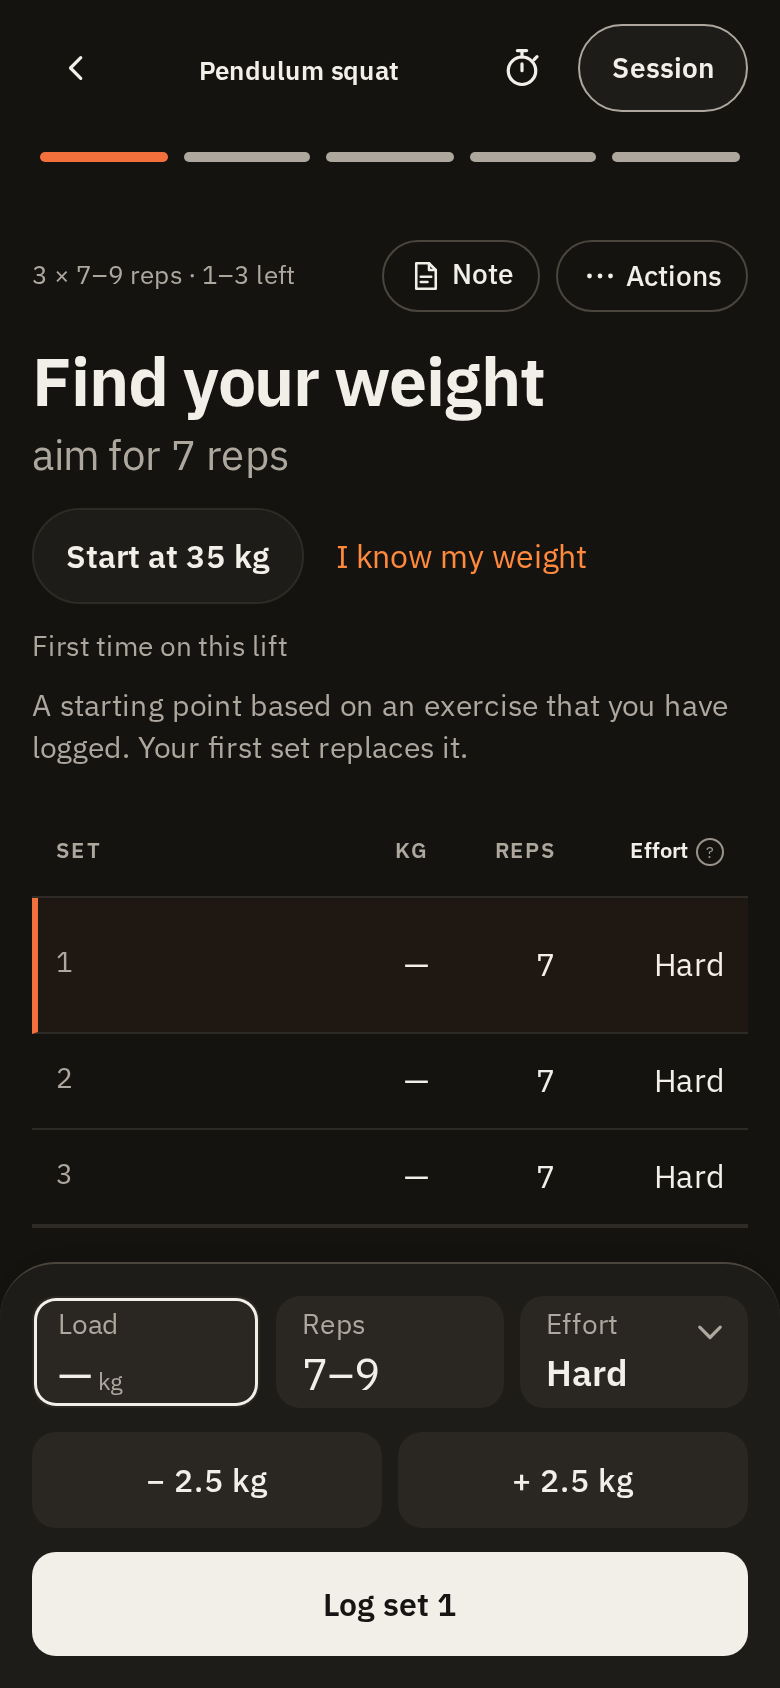 Pendulum squat
Session
3 × 7–9 reps · 1–3 left
Note
··· Actions
Find your weight
aim for 7 reps
Start at 35 kg
I know my weight
First time on this lift
A starting point based on an exercise that you have
logged. Your first set replaces it.
SET KG REPS Effort ?
1 — 7 Hard
2 — 7 Hard
3 — 7 Hard
Load Reps Effort
— kg 7–9 Hard
– 2.5 kg + 2.5 kg
Log set 1